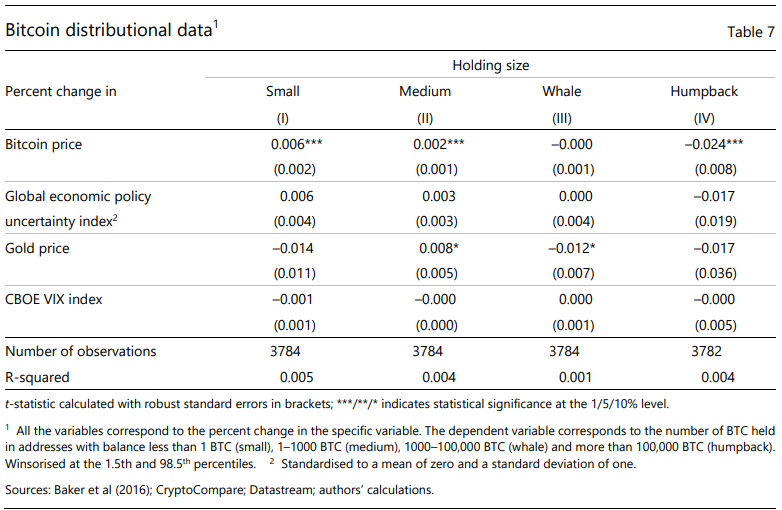 Bitcoin distributional data¹ Table 7
Holding size
Percent change in Small Medium Whale Humpback
(I) (II) (III) (IV)
Bitcoin price 0.006*** 0.002*** –0.000 –0.024***
(0.002) (0.001) (0.001) (0.008)
Global economic policy 0.006 0.003 0.000 –0.017
uncertainty index² (0.004) (0.003) (0.004) (0.019)
Gold price –0.014 0.008* –0.012* –0.017
(0.011) (0.005) (0.007) (0.036)
CBOE VIX index –0.001 –0.000 0.000 –0.000
(0.001) (0.000) (0.001) (0.005)
Number of observations 3784 3784 3784 3782
R-squared 0.005 0.004 0.001 0.004
t-statistic calculated with robust standard errors in brackets; ***/**/* indicates statistical significance at the 1/5/10% level.
¹ All the variables correspond to the percent change in the specific variable. The dependent variable corresponds to the number of BTC held
in addresses with balance less than 1 BTC (small), 1–1000 BTC (medium), 1000–100,000 BTC (whale) and more than 100,000 BTC (humpback).
Winsorised at the 1.5th and 98.5ᵗʰ percentiles. ² Standardised to a mean of zero and a standard deviation of one.
Sources: Baker et al (2016); CryptoCompare; Datastream; authors’ calculations.